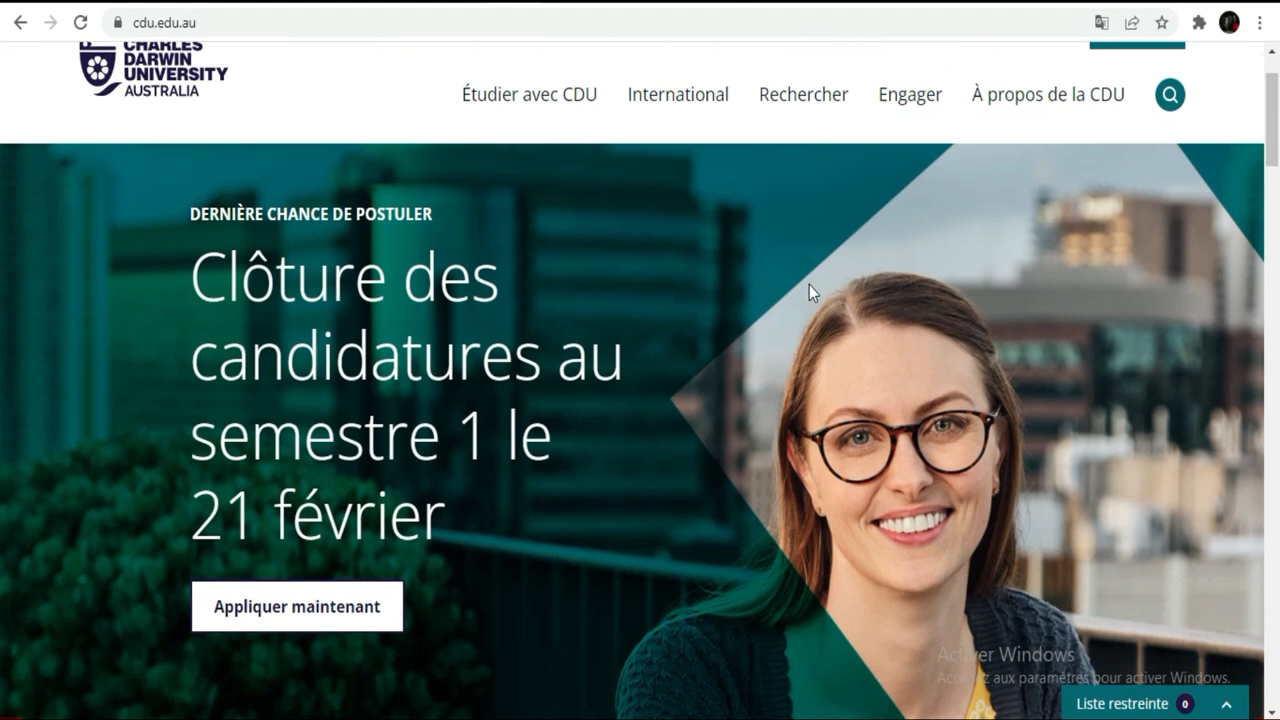 cdu.edu.au
CHARLES
DARWIN
UNIVERSITY
AUSTRALIA
Étudier avec CDU
International
Rechercher
Engager
À propos de la CDU
DERNIÈRE CHANCE DE POSTULER
Clôture des
candidatures au
semestre 1 le
21 février
Appliquer maintenant
Activer Windows
Accédez aux paramètres pour activer Windows.
Liste restreinte 0